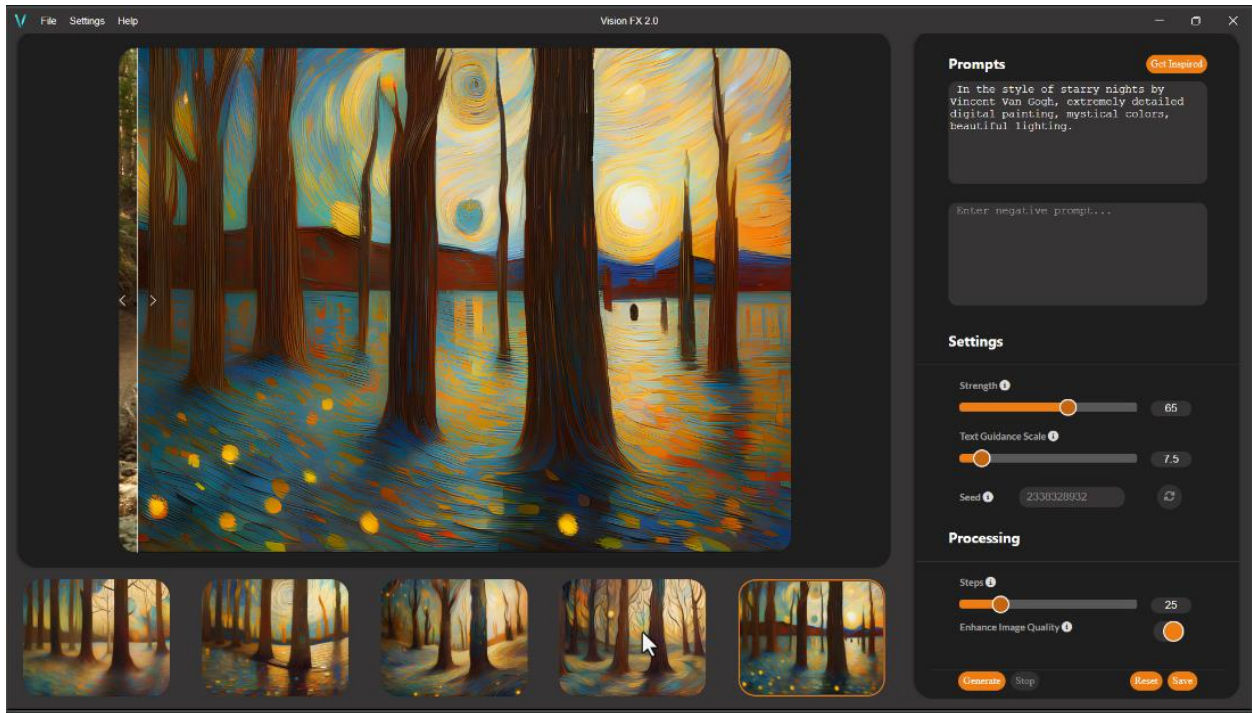 File Settings Help
Vision FX 2.0
Prompts
Get Inspired
In the style of starry nights by
Vincent Van Gogh, extremely detailed
digital painting, mystical colors,
beautiful lighting.
Enter negative prompt...
Settings
Strength
65
Text Guidance Scale
7.5
Seed
2338328932
Processing
Steps
25
Enhance Image Quality
Generate Stop Reset Save